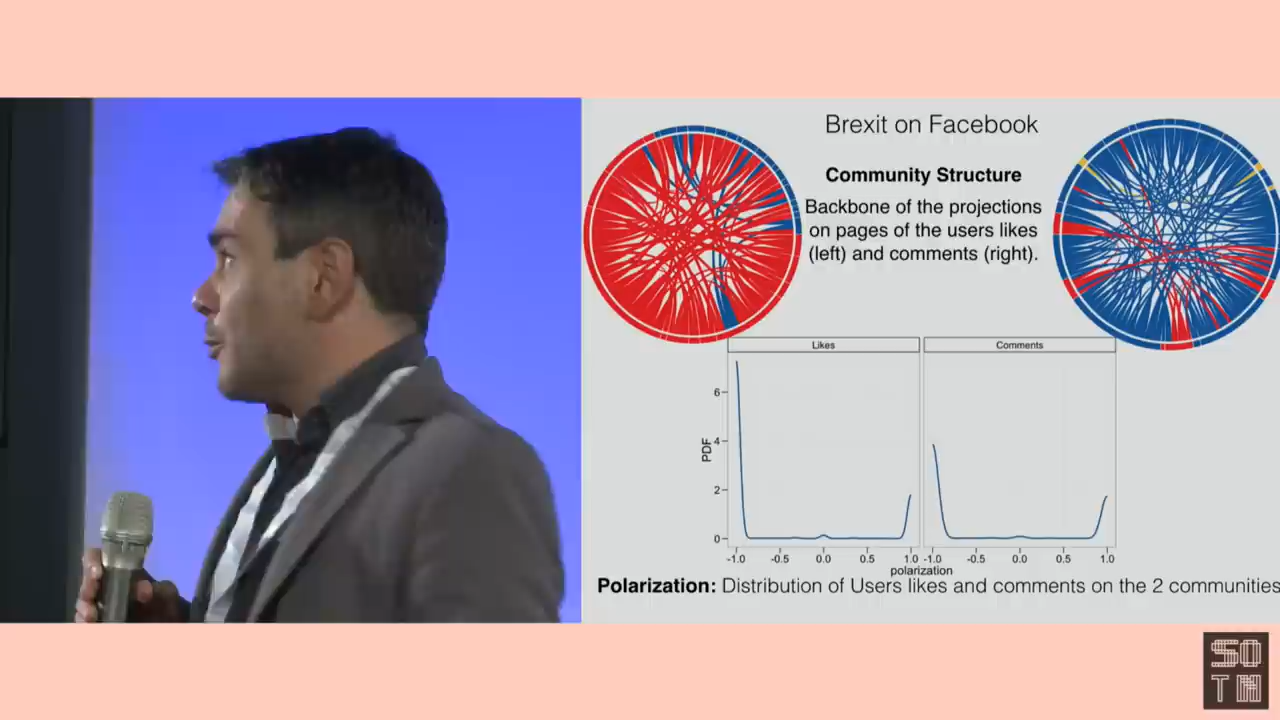 Brexit on Facebook
Community Structure
Backbone of the projections
on pages of the users likes
(left) and comments (right).
Likes
Comments
PDF
6
4
2
0
-1.0 -0.5 0.0 0.5 1.0
-1.0 -0.5 0.0 0.5 1.0
polarization
Polarization: Distribution of Users likes and comments on the 2 communities
SO
TN